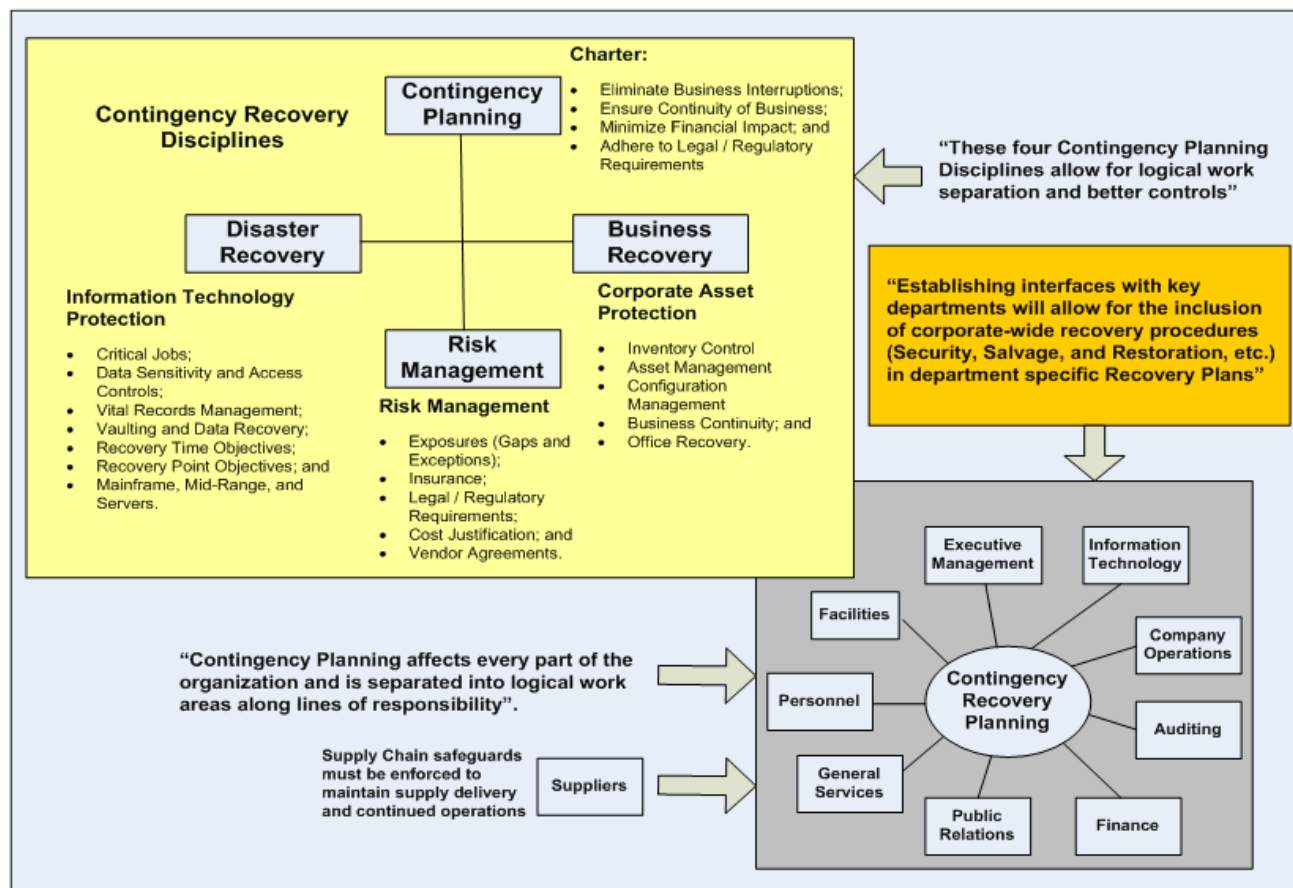 Contingency Recovery
Disciplines
Contingency
Planning
Charter:
• Eliminate Business Interruptions;
• Ensure Continuity of Business;
• Minimize Financial Impact; and
• Adhere to Legal / Regulatory
Requirements
Disaster
Recovery
Business
Recovery
Information Technology
Protection
• Critical Jobs;
• Data Sensitivity and Access
Controls;
• Vital Records Management;
• Vaulting and Data Recovery;
• Recovery Time Objectives;
• Recovery Point Objectives; and
• Mainframe, Mid-Range, and
Servers.
Risk
Management
Risk Management
• Exposures (Gaps and
Exceptions);
• Insurance;
• Legal / Regulatory
Requirements;
• Cost Justification; and
• Vendor Agreements.
Corporate Asset
Protection
• Inventory Control
• Asset Management
• Configuration
Management
• Business Continuity; and
• Office Recovery.
“These four Contingency Planning
Disciplines allow for logical work
separation and better controls”
“Establishing interfaces with key
departments will allow for the inclusion
of corporate-wide recovery procedures
(Security, Salvage, and Restoration, etc.)
in department specific Recovery Plans”
“Contingency Planning affects every part of the
organization and is separated into logical work
areas along lines of responsibility”.
Supply Chain safeguards
must be enforced to
maintain supply delivery
and continued operations
Suppliers
Executive
Management
Information
Technology
Facilities
Company
Operations
Personnel
Contingency
Recovery
Planning
Auditing
General
Services
Public
Relations
Finance